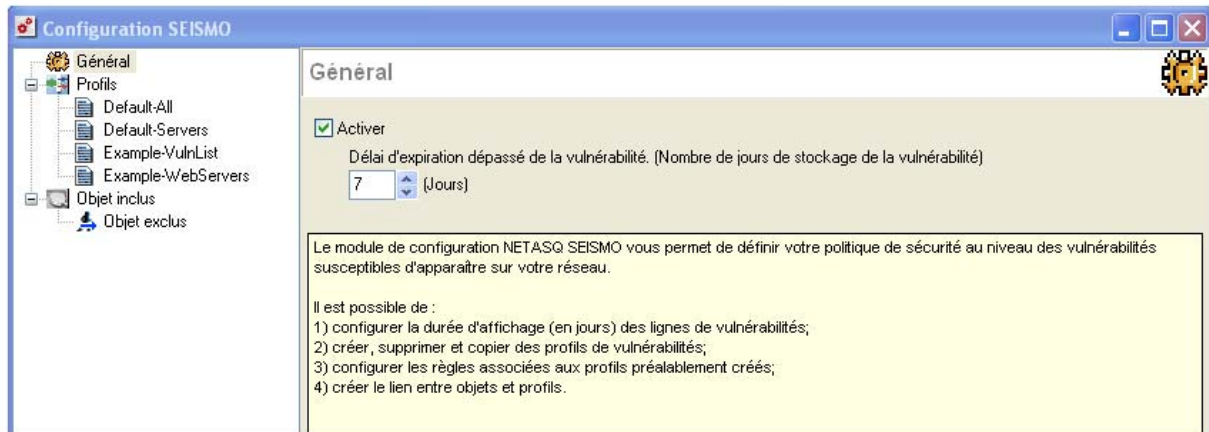 Configuration SEISMO
Général
Profils
Default-All
Default-Servers
Example-VulnList
Example-WebServers
Objet inclus
Objet exclus
Général
Activer
Délai d'expiration dépassé de la vulnérabilité. (Nombre de jours de stockage de la vulnérabilité)
7 (Jours)
Le module de configuration NETASQ SEISMO vous permet de définir votre politique de sécurité au niveau des vulnérabilités
susceptibles d'apparaître sur votre réseau.
Il est possible de :
1) configurer la durée d'affichage (en jours) des lignes de vulnérabilités;
2) créer, supprimer et copier des profils de vulnérabilités;
3) configurer les règles associées aux profils préalablement créés;
4) créer le lien entre objets et profils.